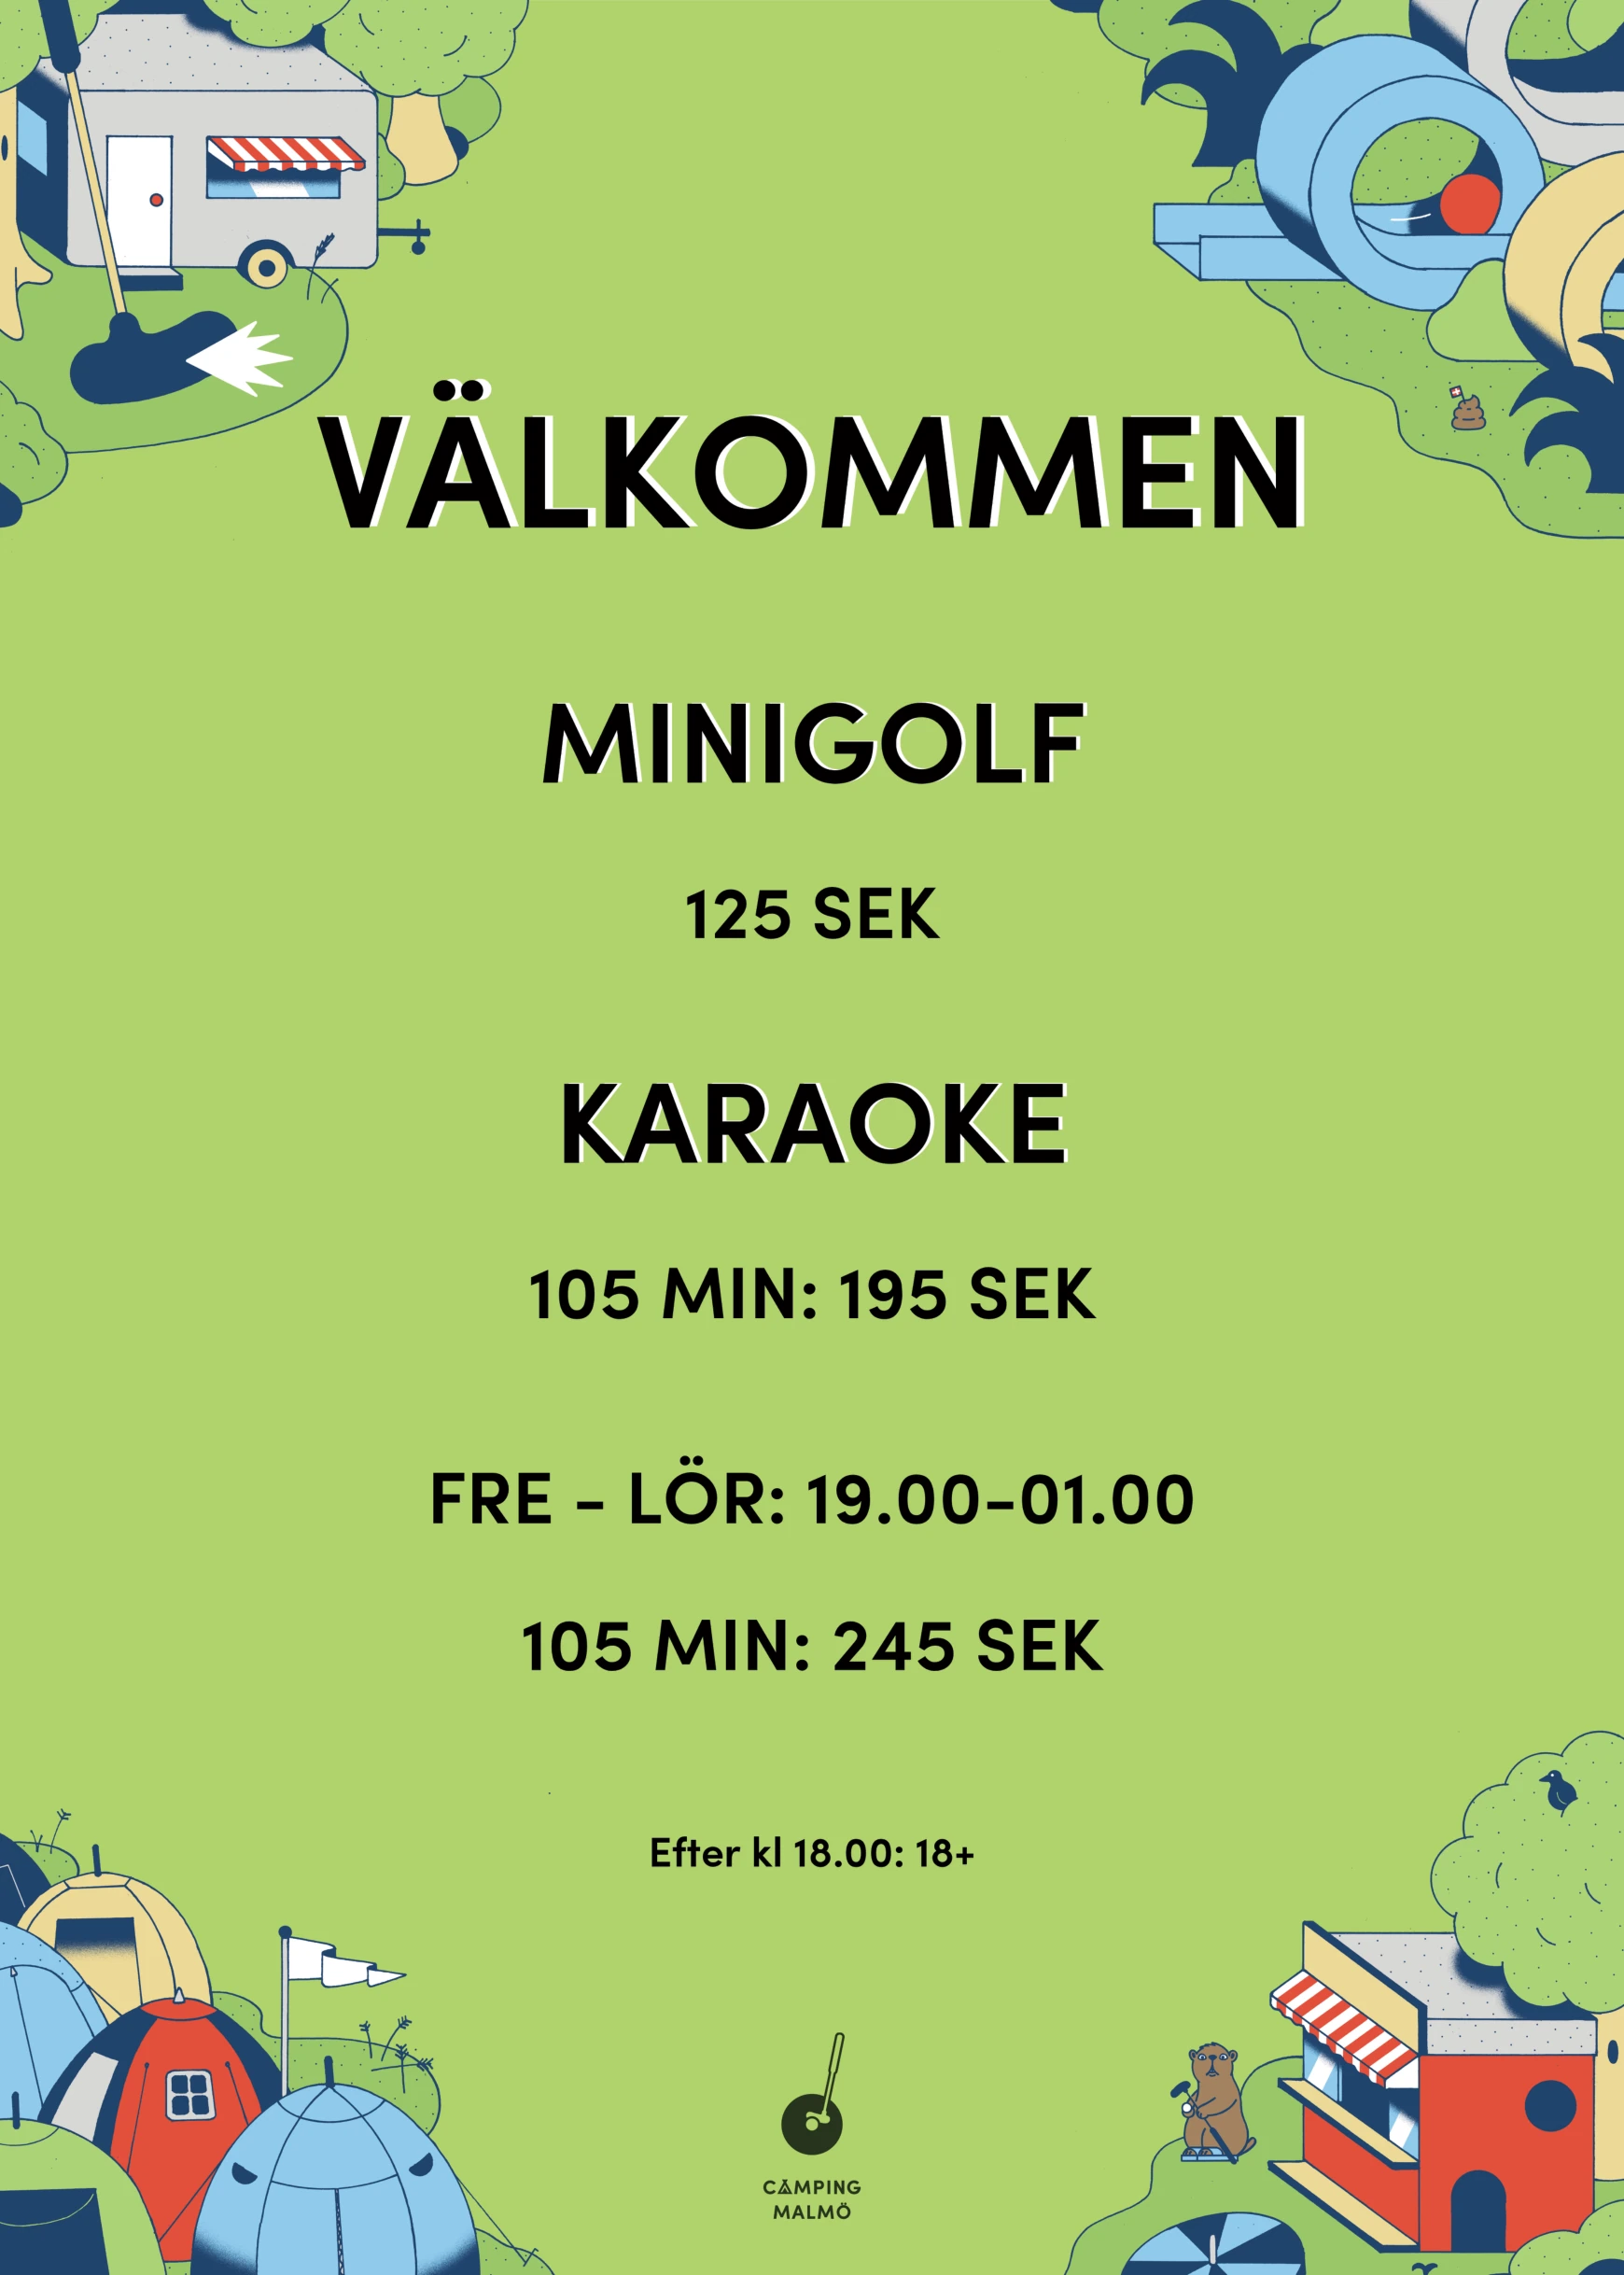 VÄLKOMMEN
MINIGOLF
125 SEK
KARAOKE
105 MIN: 195 SEK
FRE – LÖR: 19.00–01.00
105 MIN: 245 SEK
Efter kl 18.00: 18+
CAMPING
MALMÖ